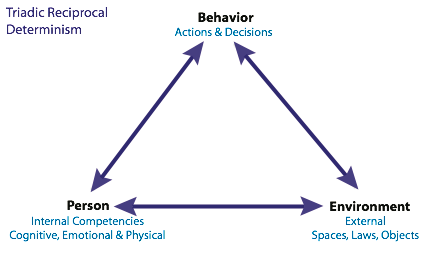 Triadic Reciprocal
Determinism
Behavior
Actions & Decisions
Person
Internal Competencies
Cognitive, Emotional & Physical
Environment
External
Spaces, Laws, Objects